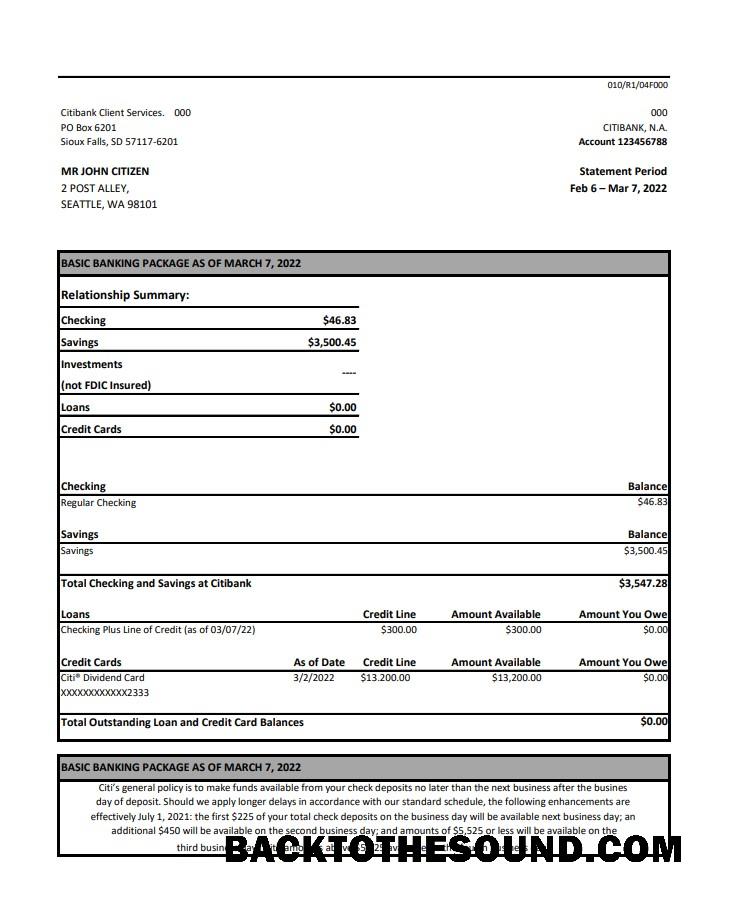 010/R1/04F000
Citibank Client Services. 000 000
PO Box 6201 CITIBANK, N.A.
Sioux Falls, SD 57117-6201 Account 123456788
MR JOHN CITIZEN Statement Period
2 POST ALLEY, Feb 6 – Mar 7, 2022
SEATTLE, WA 98101
BASIC BANKING PACKAGE AS OF MARCH 7, 2022
Relationship Summary:
Checking $46.83
Savings $3,500.45
Investments
----
(not FDIC Insured)
Loans $0.00
Credit Cards $0.00
Checking Balance
Regular Checking $46.83
Savings Balance
Savings $3,500.45
Total Checking and Savings at Citibank $3,547.28
Loans Credit Line Amount Available Amount You Owe
Checking Plus Line of Credit (as of 03/07/22) $300.00 $300.00 $0.00
Credit Cards As of Date Credit Line Amount Available Amount You Owe
Citi® Dividend Card 3/2/2022 $13.200.00 $13,200.00 $0.00
XXXXXXXXXXXX2333
Total Outstanding Loan and Credit Card Balances $0.00
BASIC BANKING PACKAGE AS OF MARCH 7, 2022
Citi's general policy is to make funds available from your check deposits no later than the next business after the busines
day of deposit. Should we apply longer delays in accordance with our standard schedule, the following enhancements are
effectively July 1, 2021: the first $225 of your total check deposits on the business day will be available next business day; an
additional $450 will be available on the second business day; and amounts of $5,525 or less will be available on the
third
BACKTOTHESOUND.COM